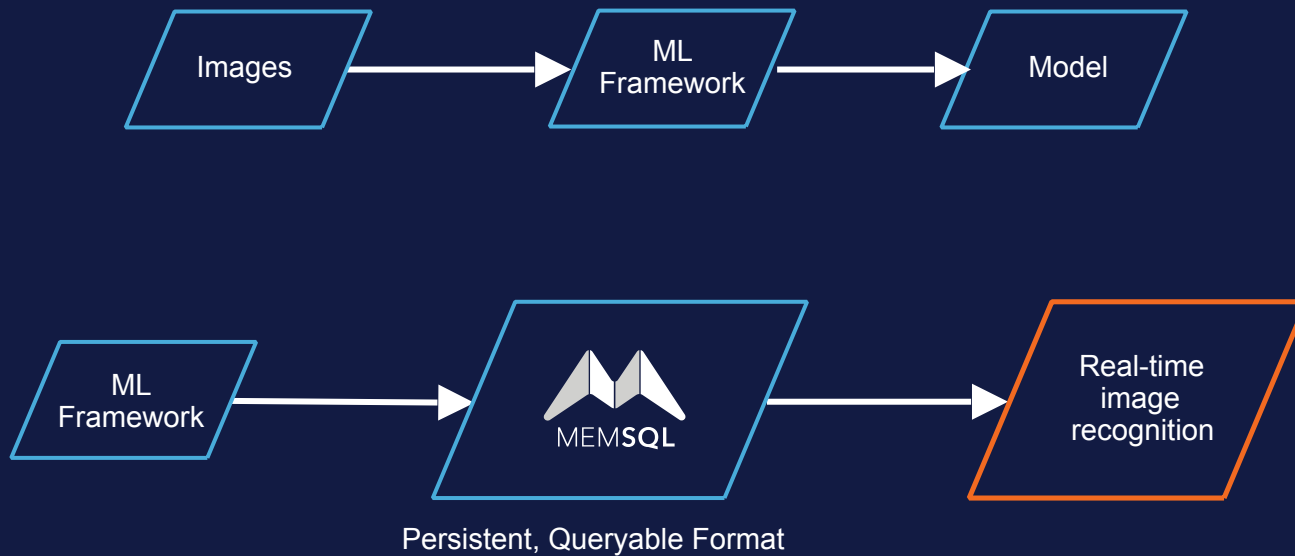 Images
ML
Framework
Model
ML
Framework
MEMSQL
Real-time
image
recognition
Persistent, Queryable Format